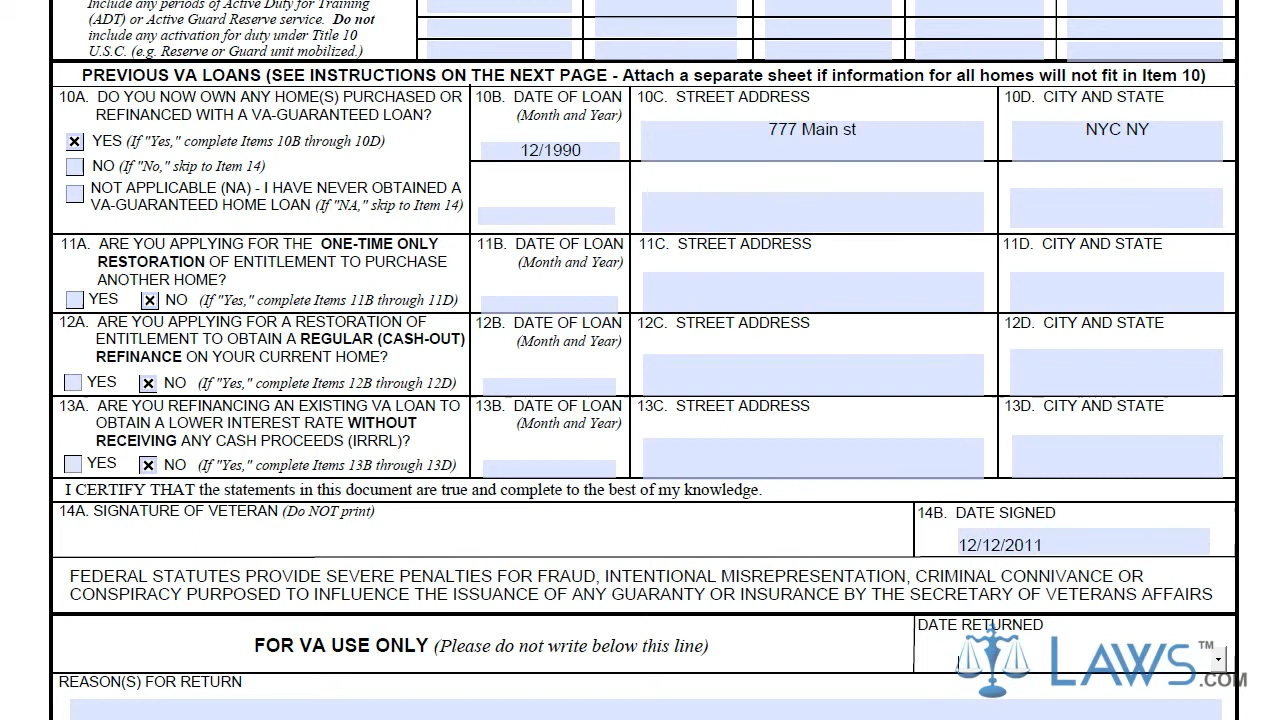 Include any periods of Active Duty for Training
(ADT) or Active Guard Reserve service. Do not
include any activation for duty under Title 10
U.S.C. (e.g. Reserve or Guard unit mobilized.)
PREVIOUS VA LOANS (SEE INSTRUCTIONS ON THE NEXT PAGE - Attach a separate sheet if information for all homes will not fit in Item 10)
10A. DO YOU NOW OWN ANY HOME(S) PURCHASED OR
REFINANCED WITH A VA-GUARANTEED LOAN?
YES (If "Yes," complete Items 10B through 10D)
NO (If "No," skip to Item 14)
NOT APPLICABLE (NA) - I HAVE NEVER OBTAINED A
VA-GUARANTEED HOME LOAN (If "NA," skip to Item 14)
10B. DATE OF LOAN
(Month and Year)
12/1990
10C. STREET ADDRESS
777 Main st
10D. CITY AND STATE
NYC NY
11A. ARE YOU APPLYING FOR THE ONE-TIME ONLY
RESTORATION OF ENTITLEMENT TO PURCHASE
ANOTHER HOME?
YES NO (If "Yes," complete Items 11B through 11D)
11B. DATE OF LOAN
(Month and Year)
11C. STREET ADDRESS
11D. CITY AND STATE
12A. ARE YOU APPLYING FOR A RESTORATION OF
ENTITLEMENT TO OBTAIN A REGULAR (CASH-OUT)
REFINANCE ON YOUR CURRENT HOME?
YES NO (If "Yes," complete Items 12B through 12D)
12B. DATE OF LOAN
(Month and Year)
12C. STREET ADDRESS
12D. CITY AND STATE
13A. ARE YOU REFINANCING AN EXISTING VA LOAN TO
OBTAIN A LOWER INTEREST RATE WITHOUT
RECEIVING ANY CASH PROCEEDS (IRRRL)?
YES NO (If "Yes," complete Items 13B through 13D)
13B. DATE OF LOAN
(Month and Year)
13C. STREET ADDRESS
13D. CITY AND STATE
I CERTIFY THAT the statements in this document are true and complete to the best of my knowledge.
14A. SIGNATURE OF VETERAN (Do NOT print)
14B. DATE SIGNED
12/12/2011
FEDERAL STATUTES PROVIDE SEVERE PENALTIES FOR FRAUD, INTENTIONAL MISREPRESENTATION, CRIMINAL CONNIVANCE OR
CONSPIRACY PURPOSED TO INFLUENCE THE ISSUANCE OF ANY GUARANTY OR INSURANCE BY THE SECRETARY OF VETERANS AFFAIRS
FOR VA USE ONLY (Please do not write below this line)
DATE RETURNED
LAWS.COM™
REASON(S) FOR RETURN